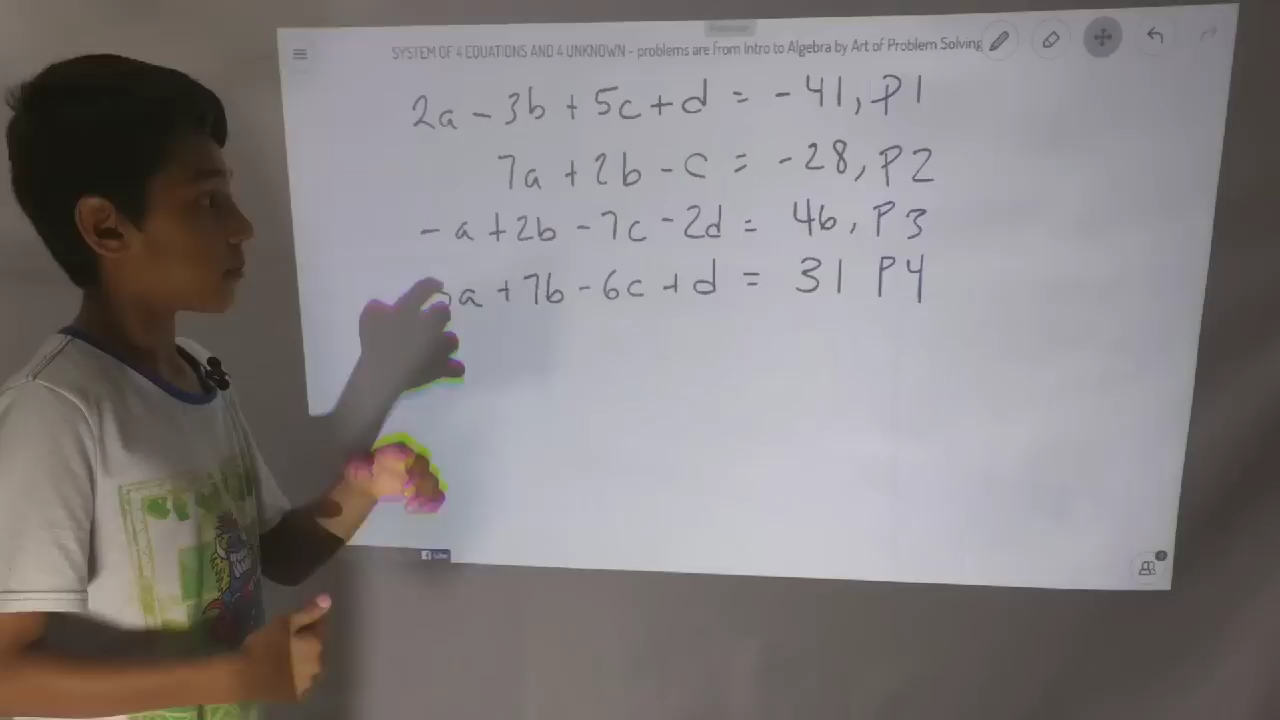 SYSTEM OF 4 EQUATIONS AND 4 UNKNOWN - problems are from Intro to Algebra by Art of Problem Solving
2a - 3b + 5c + d = -41, P1
7a + 2b - c = -28, P2
-a + 2b - 7c - 2d = 46, P3
a + 7b - 6c + d = 31 P4